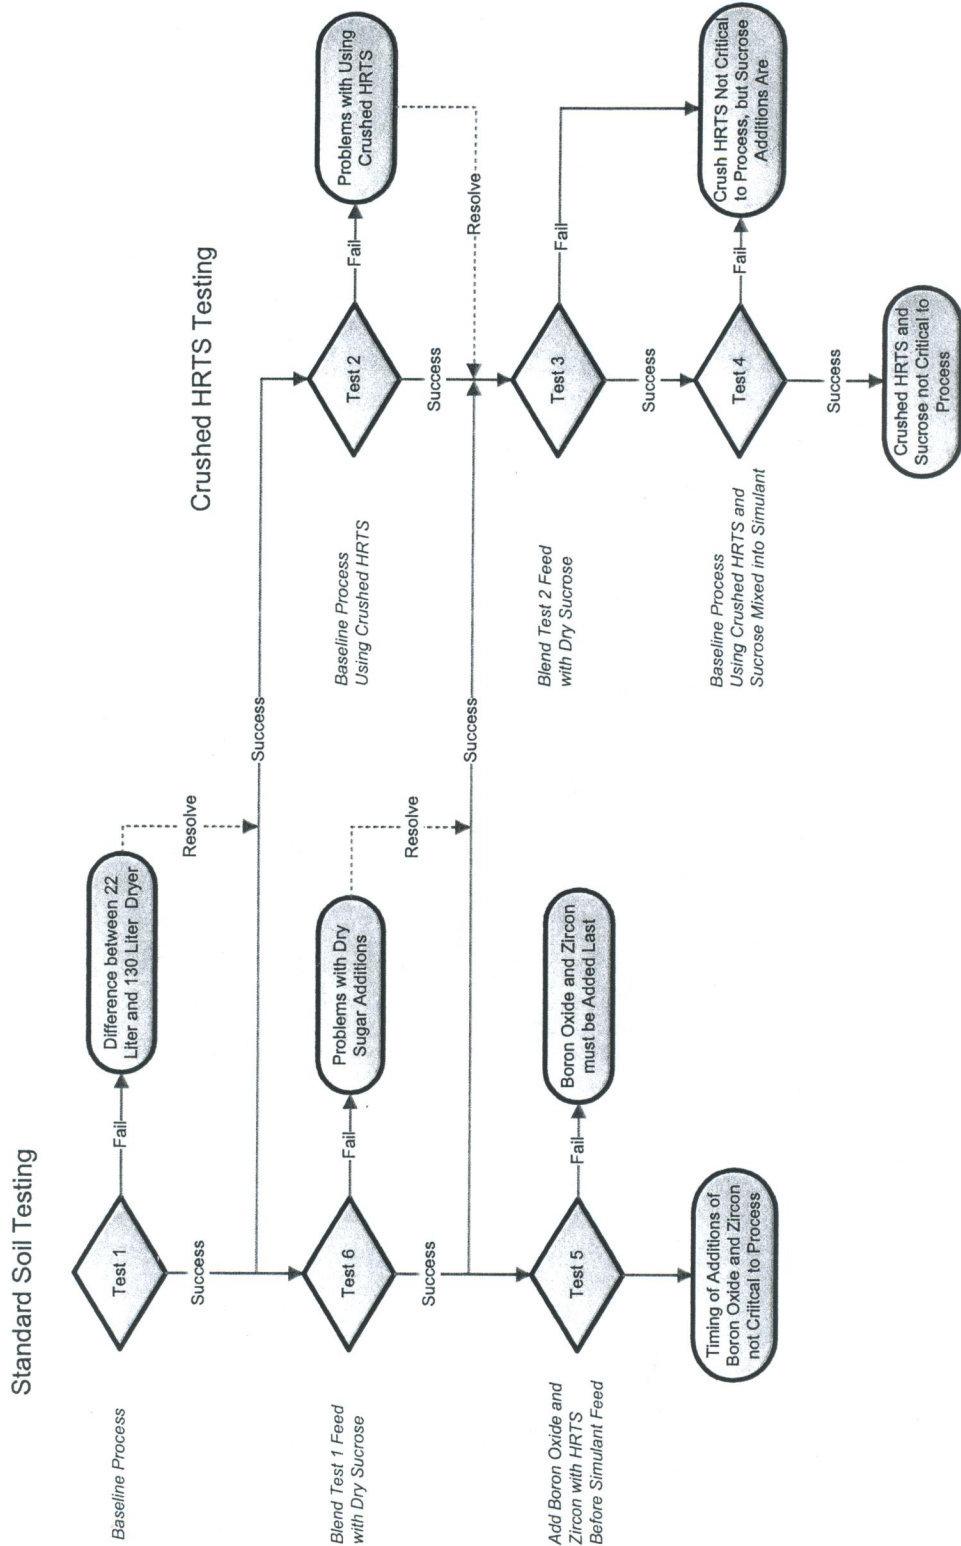 Standard Soil Testing
Baseline Process
Test 1
Fail
Difference between 22
Liter and 130 Liter Dryer
Resolve
Success
Success
Blend Test 1 Feed
with Dry Sucrose
Test 6
Fail
Problems with Dry
Sugar Additions
Resolve
Success
Success
Add Boron Oxide and
Zircon with HRTS
Before Simulant Feed
Test 5
Fail
Boron Oxide and Zircon
must be Added Last
Timing of Additions of
Boron Oxide and Zircon
not Criitcal to Process
Crushed HRTS Testing
Baseline Process
Using Crushed HRTS
Test 2
Fail
Problems with Using
Crushed HRTS
Resolve
Success
Blend Test 2 Feed
with Dry Sucrose
Test 3
Fail
Success
Baseline Process
Using Crushed HRTS and
Sucrose Mixed into Simulant
Test 4
Fail
Crush HRTS Not Critical
to Process, but Sucrose
Additions Are
Success
Crushed HRTS and
Sucrose not Critical to
Process